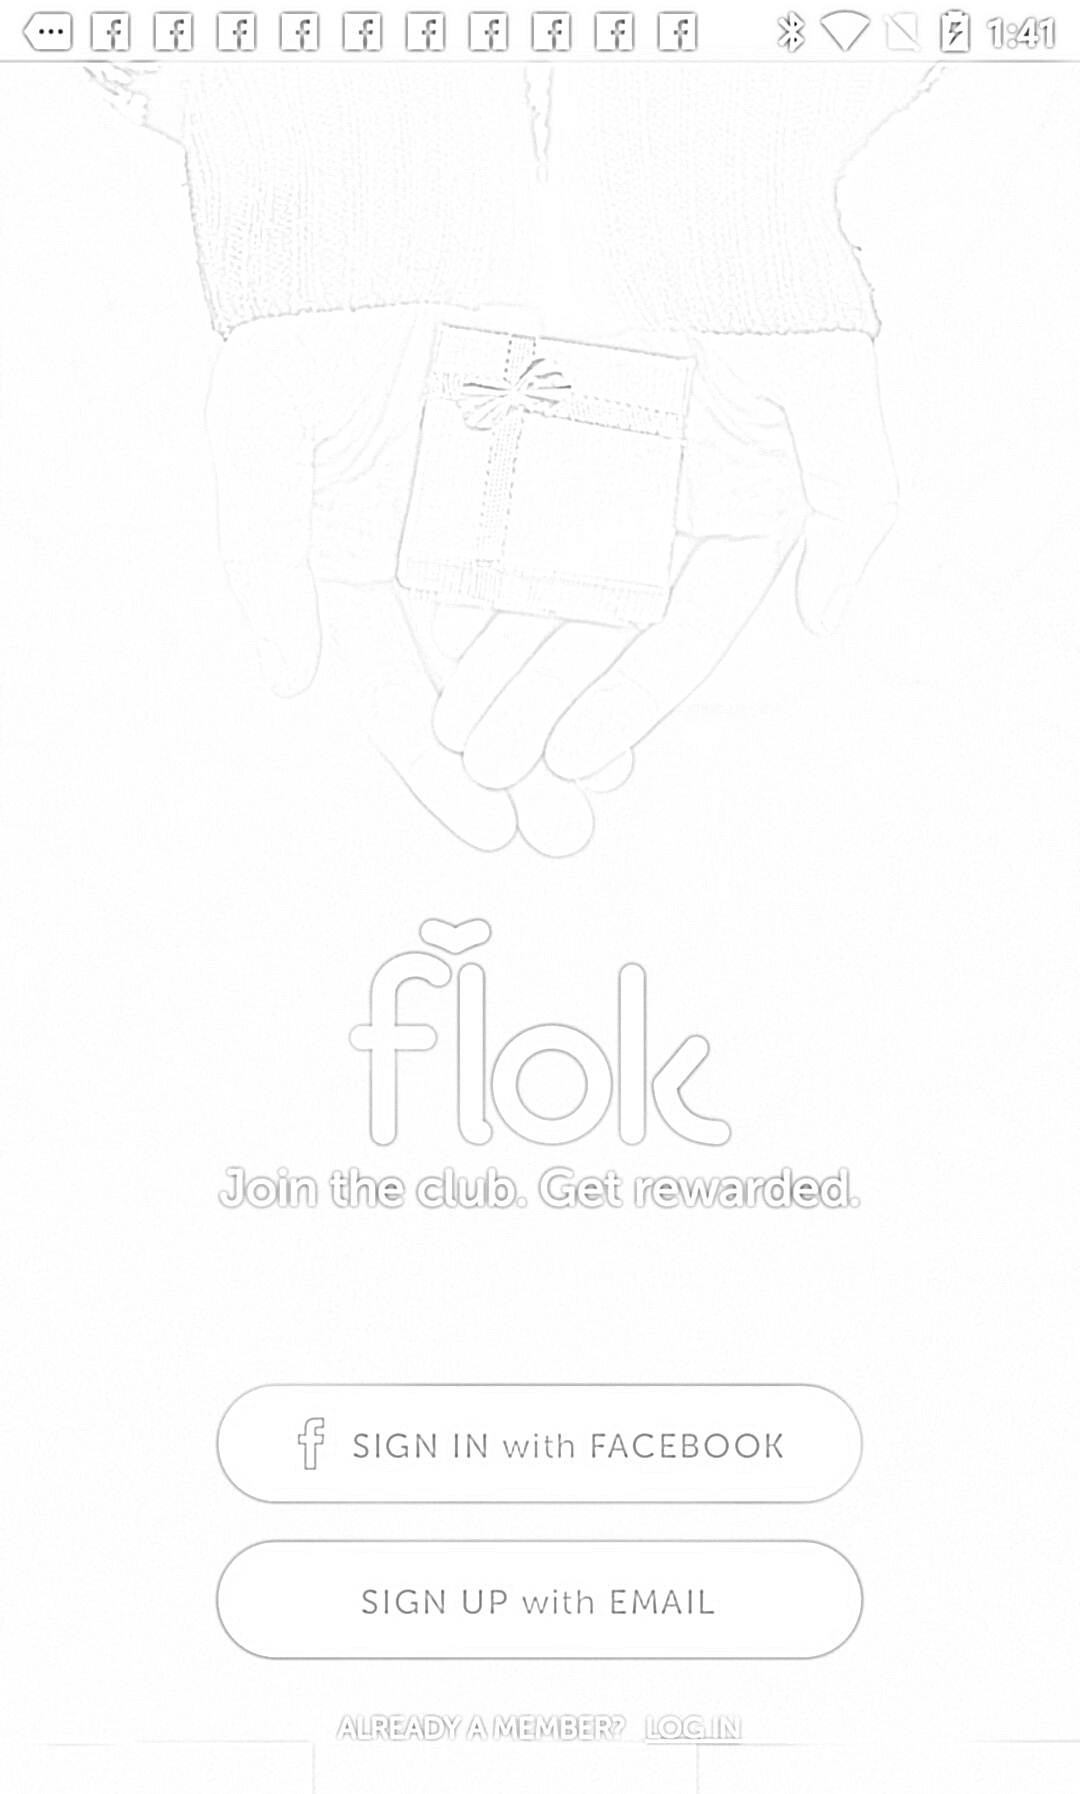 1:41
flok
Join the club. Get rewarded.
f SIGN IN with FACEBOOK
SIGN UP with EMAIL
ALREADY A MEMBER? LOG IN